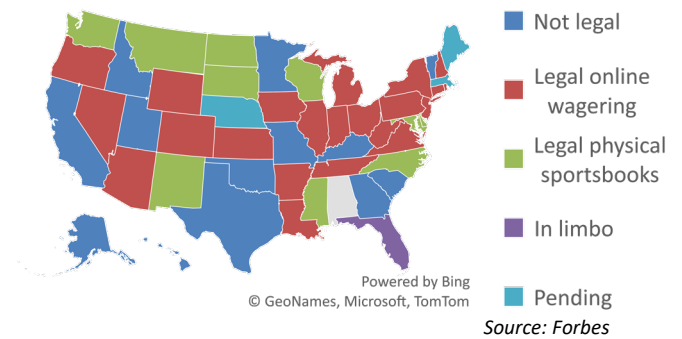 Not legal
Legal online
wagering
Legal physical
sportsbooks
In limbo
Pending
Powered by Bing
© GeoNames, Microsoft, TomTom
Source: Forbes